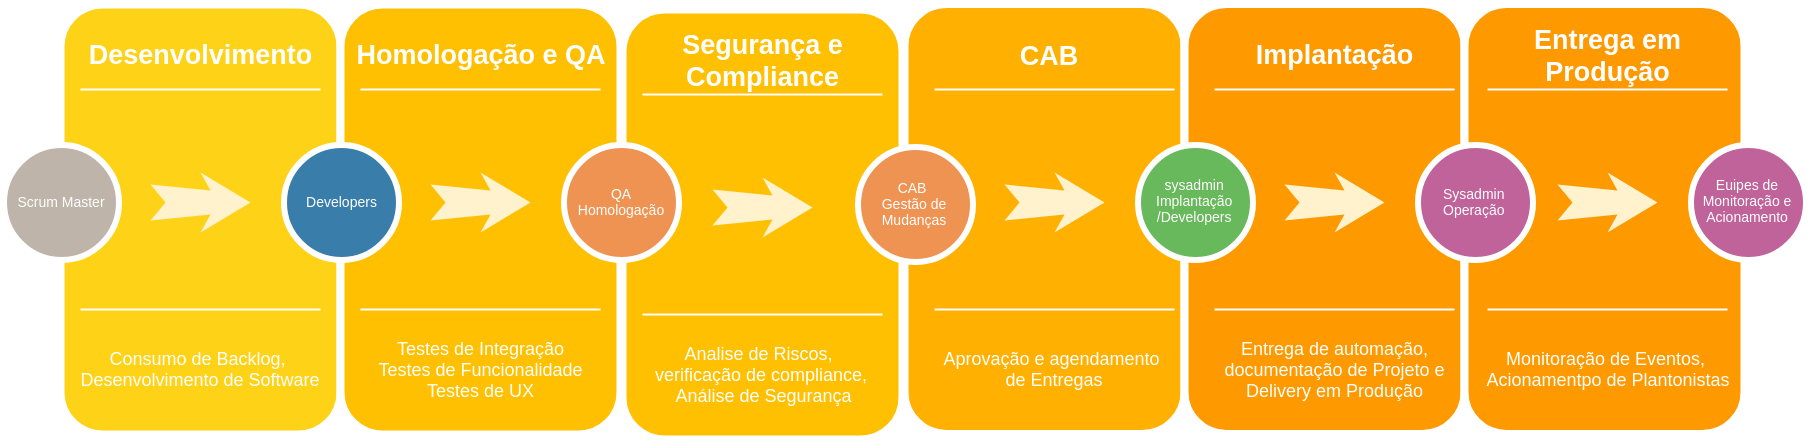 Desenvolvimento
Homologação e QA
Segurança e
Compliance
CAB
Implantação
Entrega em
Produção
Scrum Master
Developers
QA
Homologação
CAB
Gestão de
Mudanças
sysadmin
Implantação
/Developers
Sysadmin
Operação
Euipes de
Monitoração e
Acionamento
Consumo de Backlog,
Desenvolvimento de Software
Testes de Integração
Testes de Funcionalidade
Testes de UX
Analise de Riscos,
verificação de compliance,
Análise de Segurança
Aprovação e agendamento
de Entregas
Entrega de automação,
documentação de Projeto e
Delivery em Produção
Monitoração de Eventos,
Acionamentpo de Plantonistas